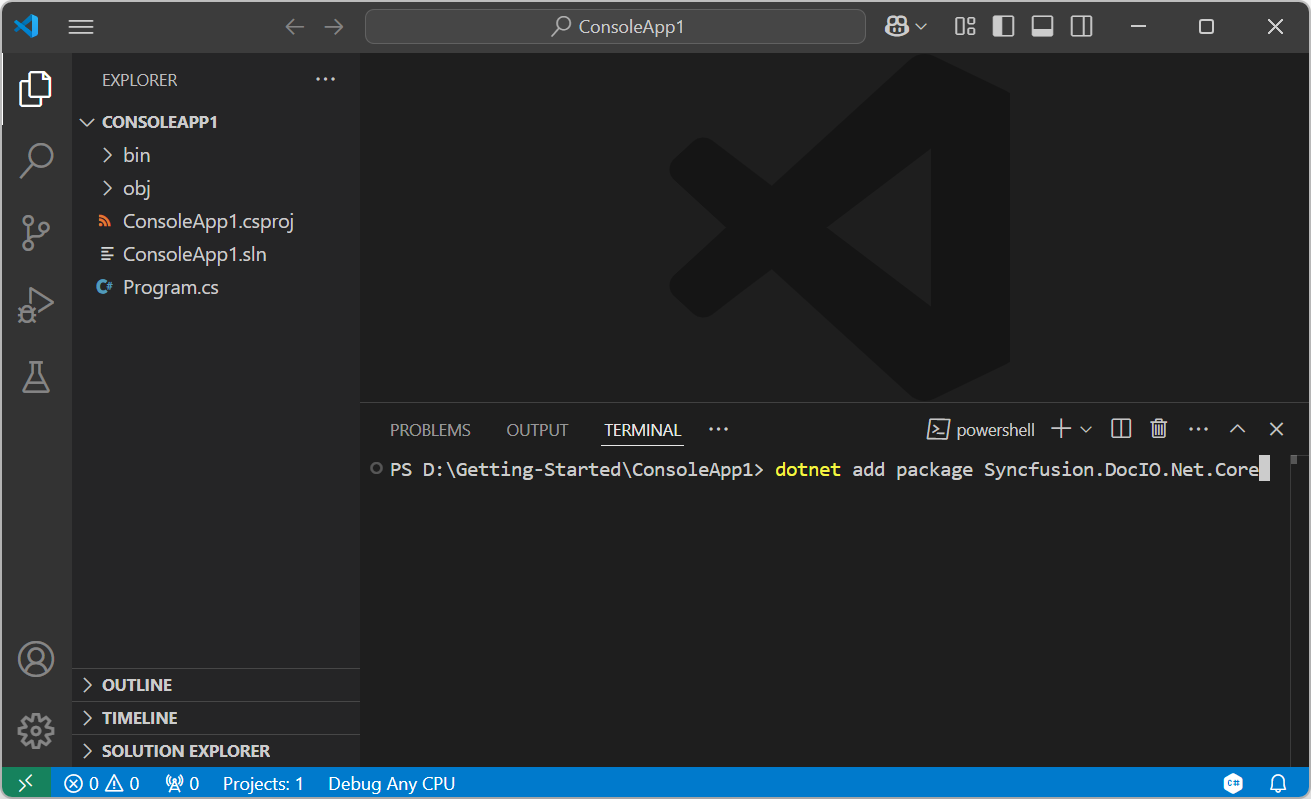 ConsoleApp1
EXPLORER
CONSOLEAPP1
bin
obj
ConsoleApp1.csproj
ConsoleApp1.sln
C# Program.cs
OUTLINE
TIMELINE
SOLUTION EXPLORER
PROBLEMS OUTPUT TERMINAL powershell
PS D:\Getting-Started\ConsoleApp1> dotnet add package Syncfusion.DocIO.Net.Core
0 0 0 Projects: 1 Debug Any CPU C#